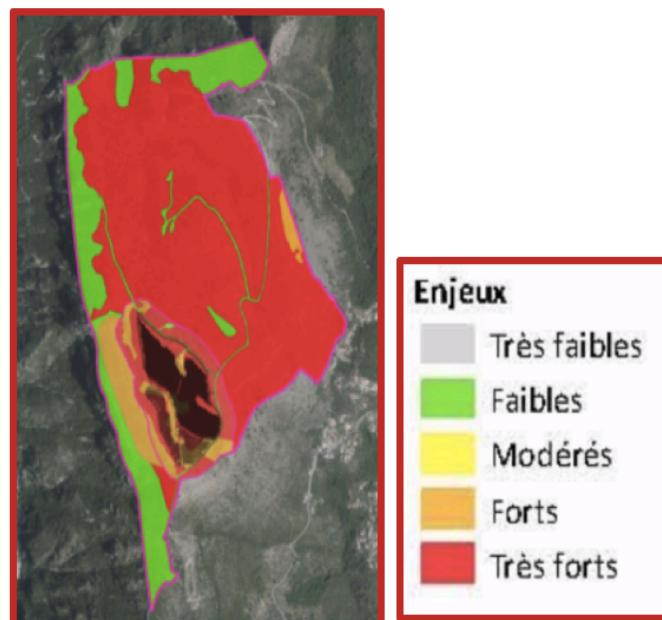 Enjeux
Très faibles
Faibles
Modérés
Forts
Très forts